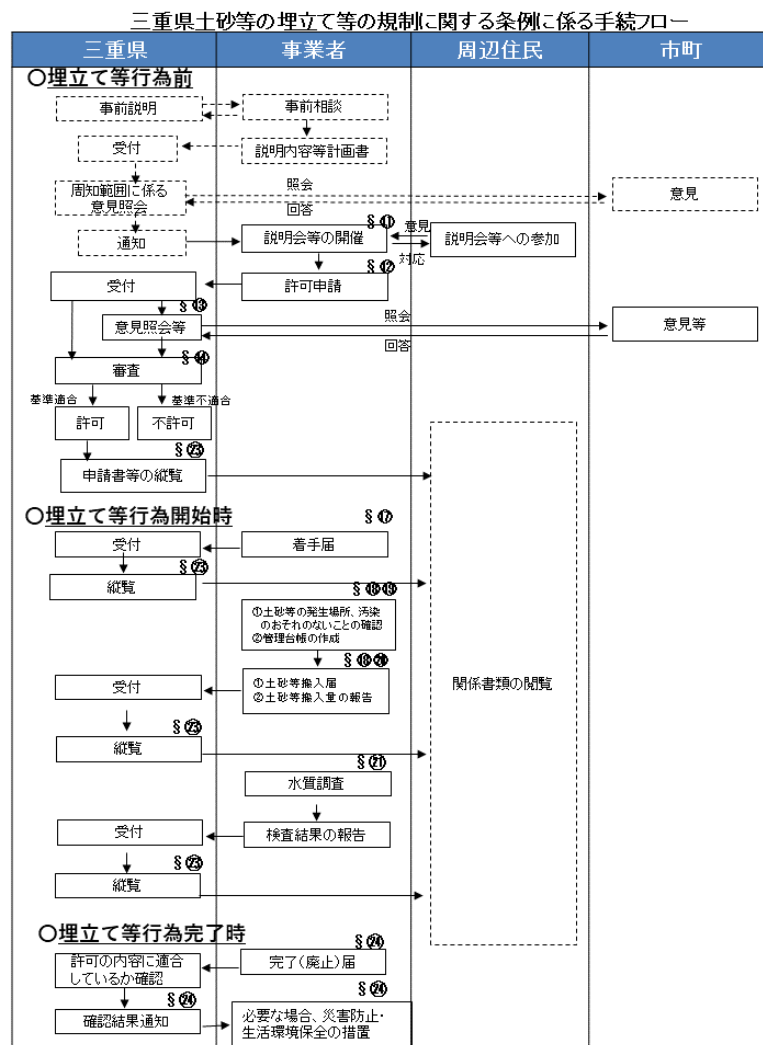 三重県土砂等の埋立て等の規制に関する条例に係る手続フロー
三重県 事業者 周辺住民 市町
〇埋立て等行為前
事前説明 事前相談
受付 説明内容等計画書
周知範囲に係る
意見照会
照会
回答
意見
§⑪
通知 説明会等の開催 意見 説明会等への参加
対応
§⑫
受付 許可申請
§⑬
意見照会等 照会 意見等
回答
§⑭
審査
基準適合 基準不適合
許可 不許可
§㉓
申請書等の縦覧
〇埋立て等行為開始時
§⑰
受付 着手届
§㉓
縦覧
§⑱⑲
①土砂等の発生場所、汚染
のおそれのないことの確認
②管理台帳の作成
§⑱⑳
受付 ①土砂等搬入届
②土砂等搬入量の報告
関係書類の閲覧
§㉓
縦覧
§㉑
水質調査
受付 検査結果の報告
§㉓
縦覧
〇埋立て等行為完了時
§㉔
許可の内容に適合
しているか確認
完了(廃止)届
§㉔
§㉔
確認結果通知
必要な場合、災害防止・
生活環境保全の措置